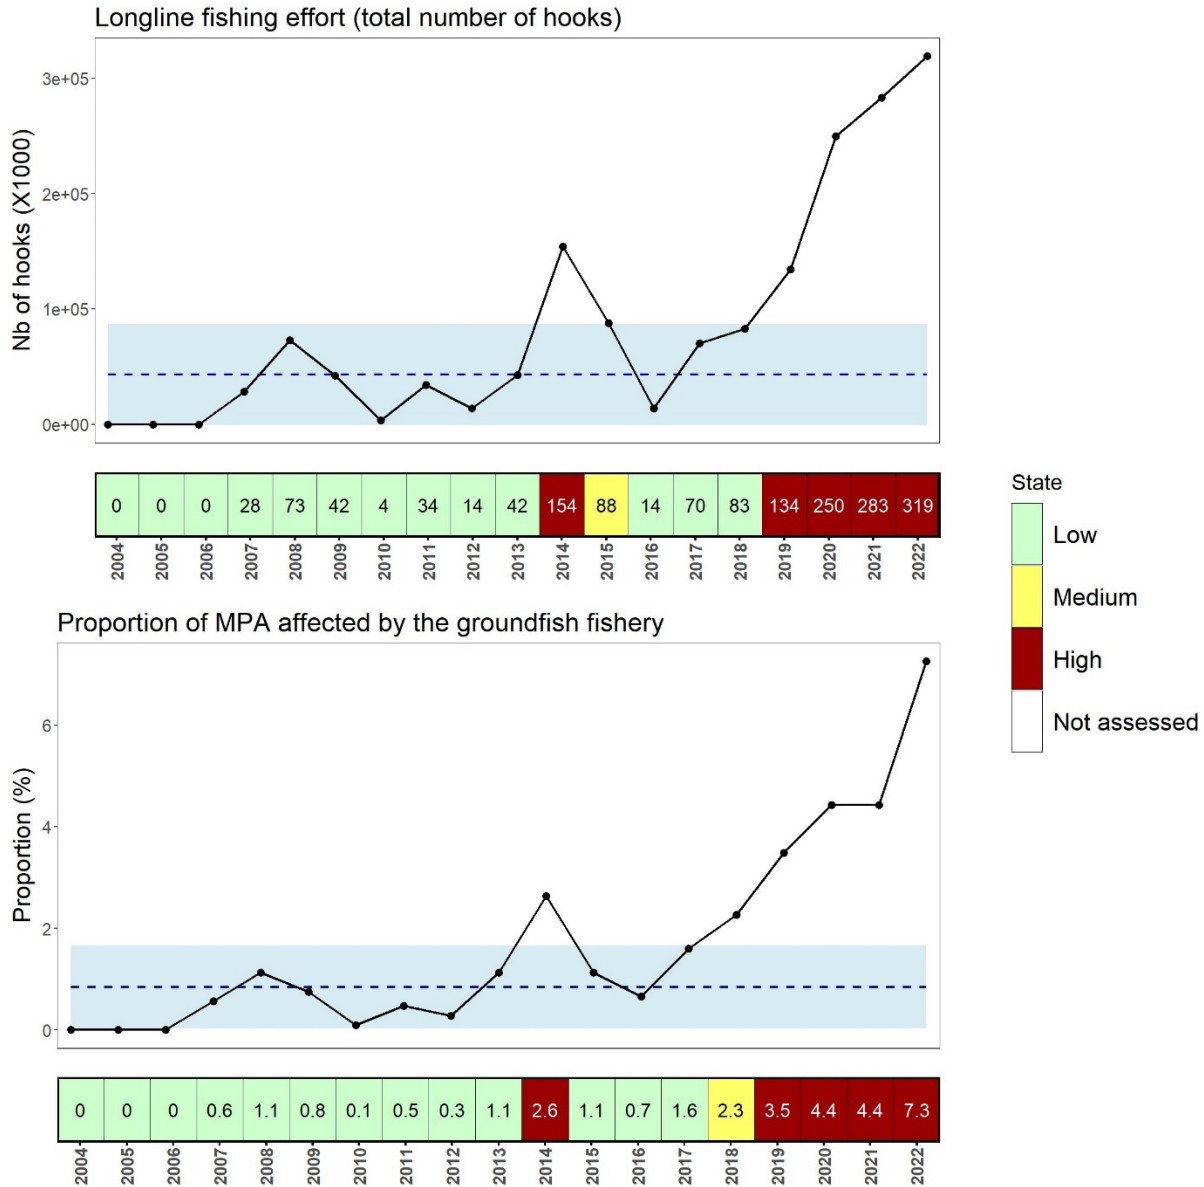 Longline fishing effort (total number of hooks)
Nb of hooks (X1000)
3e+05
2e+05
1e+05
0e+00
0 0 0 28 73 42 4 34 14 42 154 88 14 70 83 134 250 283 319
2004 2005 2006 2007 2008 2009 2010 2011 2012 2013 2014 2015 2016 2017 2018 2019 2020 2021 2022
State
Low
Medium
High
Not assessed
Proportion of MPA affected by the groundfish fishery
Proportion (%)
6
4
2
0
0 0 0 0.6 1.1 0.8 0.1 0.5 0.3 1.1 2.6 1.1 0.7 1.6 2.3 3.5 4.4 4.4 7.3
2004 2005 2006 2007 2008 2009 2010 2011 2012 2013 2014 2015 2016 2017 2018 2019 2020 2021 2022